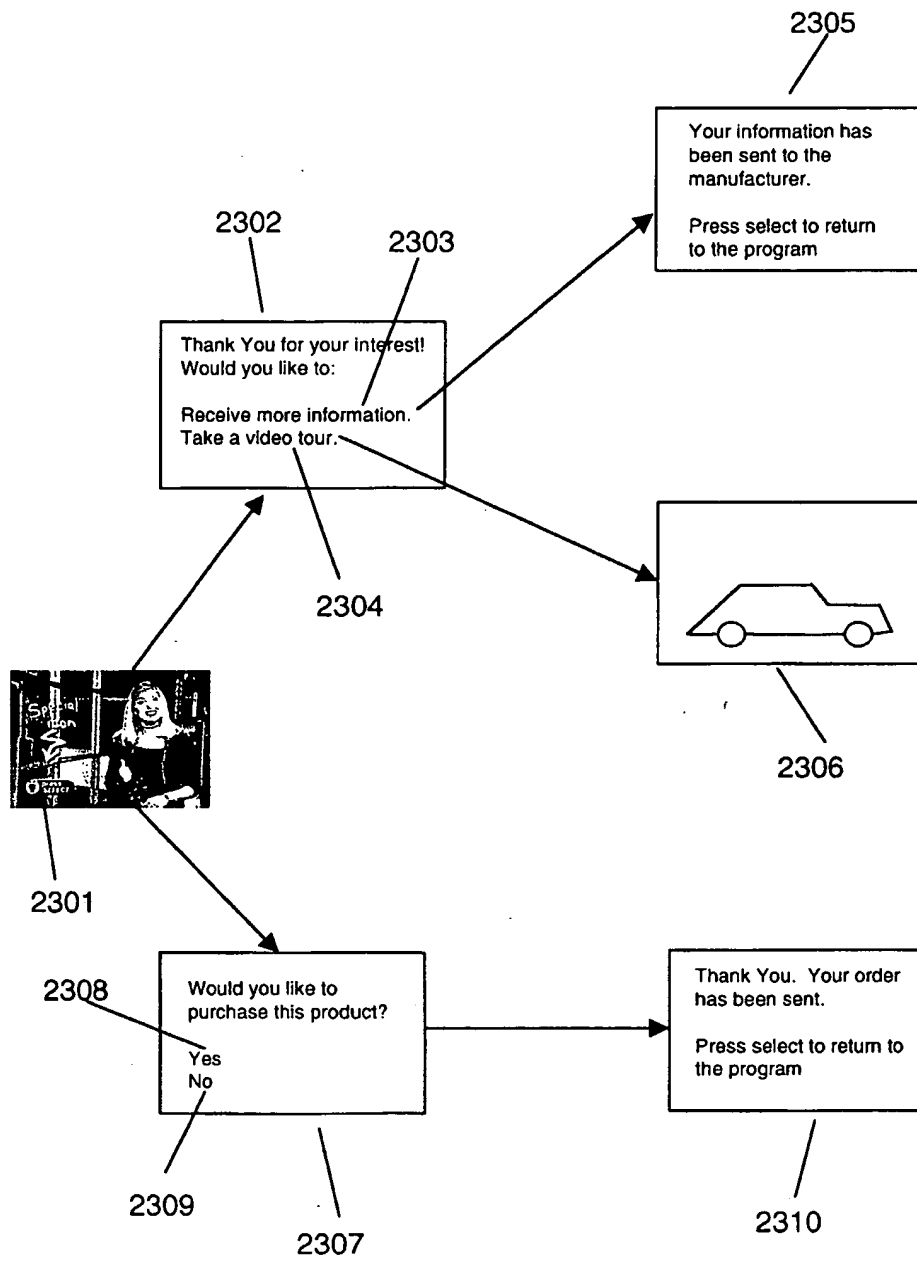 2305
Your information has
been sent to the
manufacturer.
Press select to return
to the program
2302
2303
Thank You for your interest!
Would you like to:
Receive more information.
Take a video tour.
2304
2306
2301
2308
Would you like to
purchase this product?
Yes
No
2309
2307
Thank You. Your order
has been sent.
Press select to return to
the program
2310